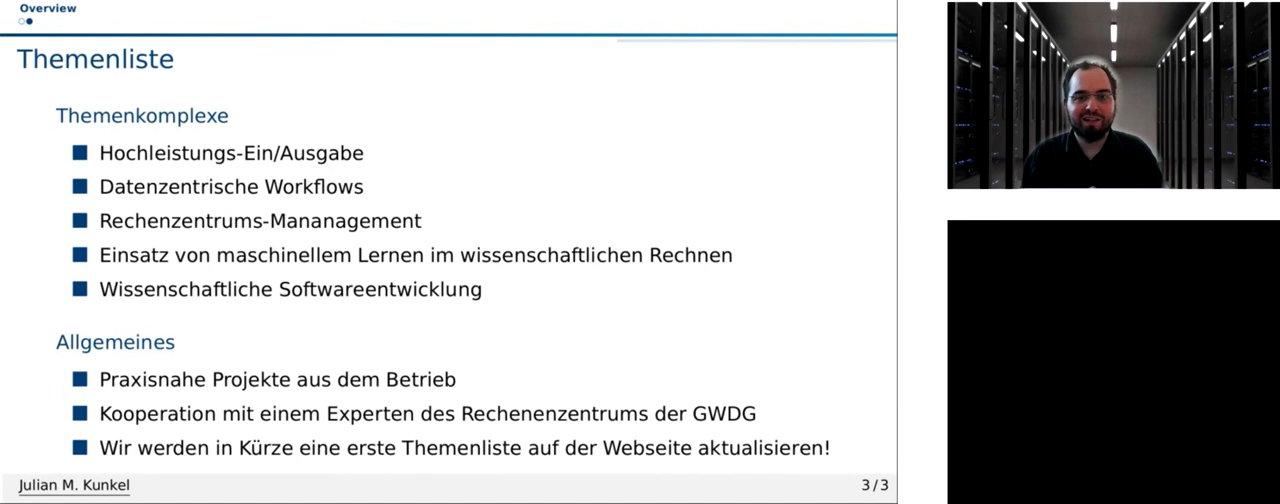 Overview
Themenliste
Themenkomplexe
Hochleistungs-Ein/Ausgabe
Datenzentrische Workflows
Rechenzentrums-Mananagement
Einsatz von maschinellem Lernen im wissenschaftlichen Rechnen
Wissenschaftliche Softwareentwicklung
Allgemeines
Praxisnahe Projekte aus dem Betrieb
Kooperation mit einem Experten des Rechenenzentrums der GWDG
Wir werden in Kürze eine erste Themenliste auf der Webseite aktualisieren!
Julian M. Kunkel 3/3